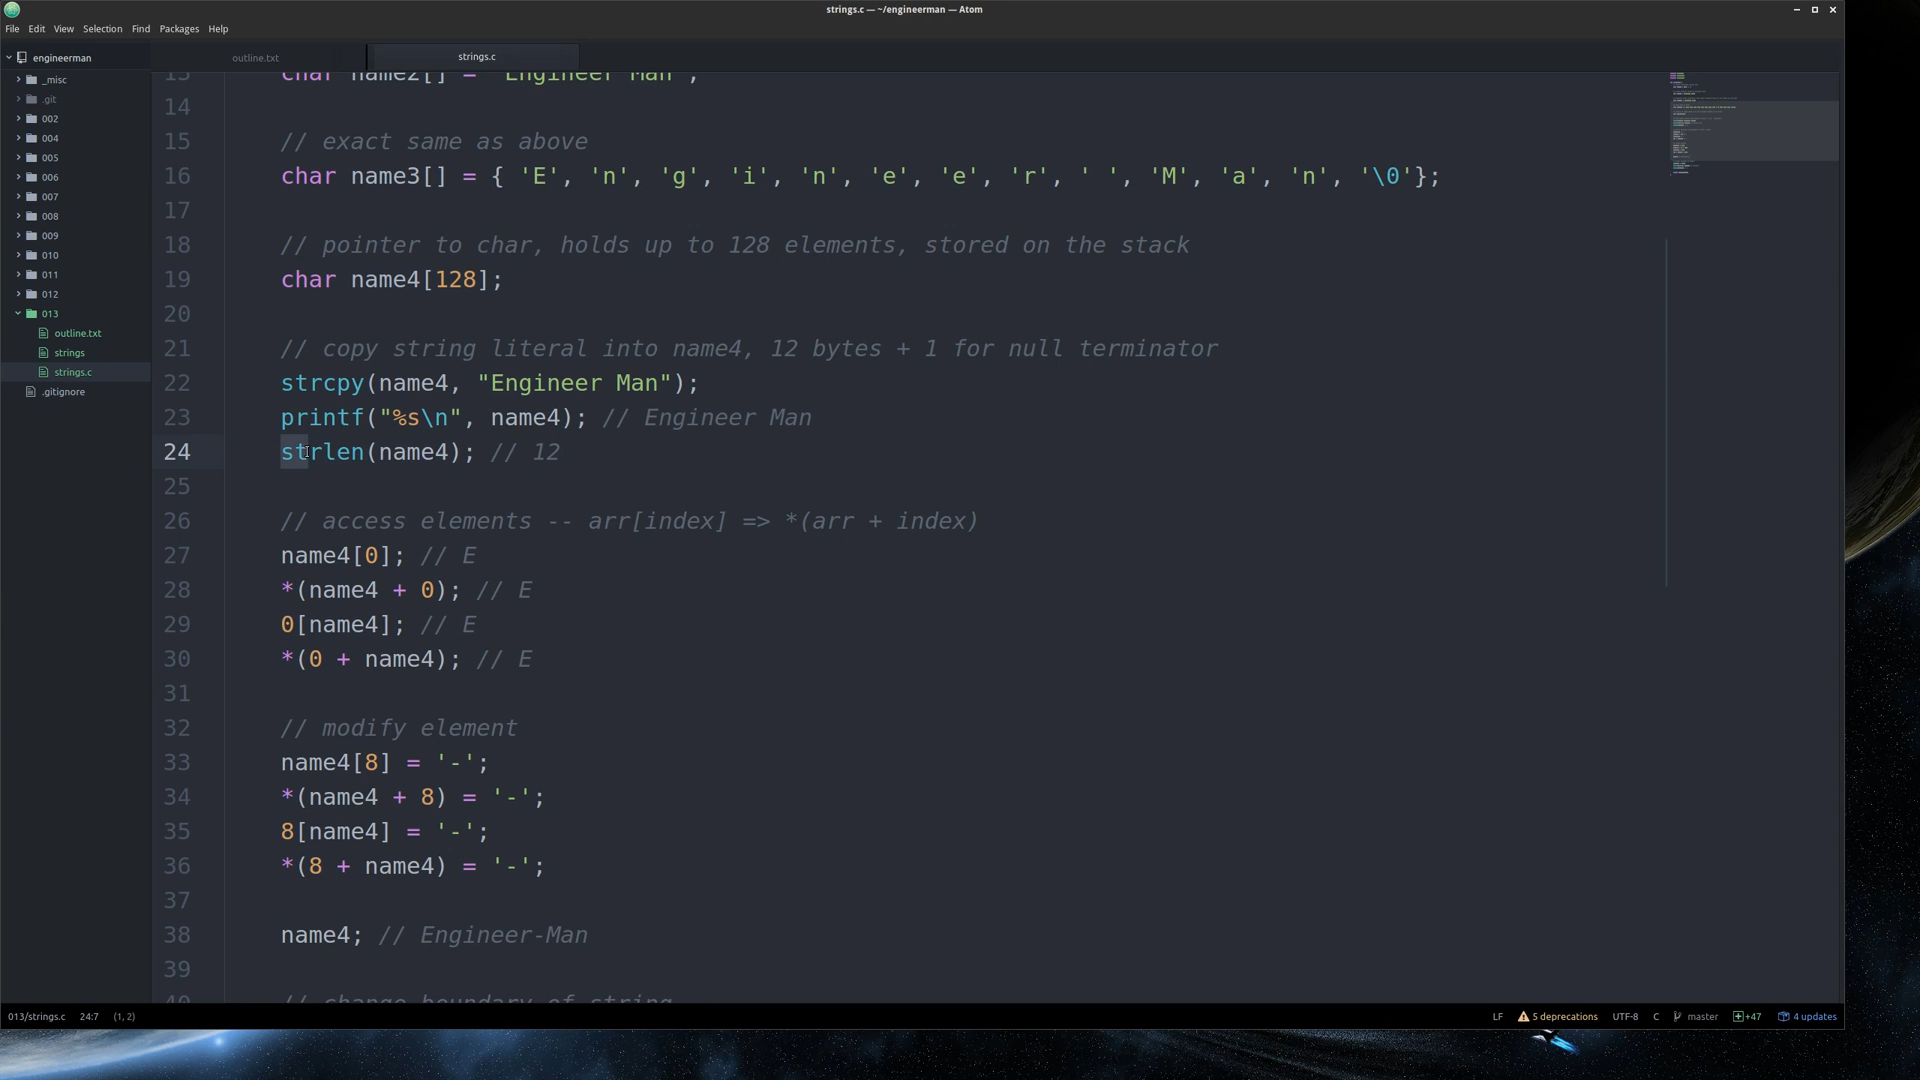 strings.c — ~/engineerman — Atom
File Edit View Selection Find Packages Help
engineerman
_misc
.git
002
004
005
006
007
008
009
010
011
012
013
outline.txt
strings
strings.c
.gitignore
outline.txt
strings.c
13 char name2[] = "Engineer Man";
14
15 // exact same as above
16 char name3[] = { 'E', 'n', 'g', 'i', 'n', 'e', 'e', 'r', ' ', 'M', 'a', 'n', '\0'};
17
18 // pointer to char, holds up to 128 elements, stored on the stack
19 char name4[128];
20
21 // copy string literal into name4, 12 bytes + 1 for null terminator
22 strcpy(name4, "Engineer Man");
23 printf("%s\n", name4); // Engineer Man
24 strlen(name4); // 12
25
26 // access elements -- arr[index] => *(arr + index)
27 name4[0]; // E
28 *(name4 + 0); // E
29 0[name4]; // E
30 *(0 + name4); // E
31
32 // modify element
33 name4[8] = '-';
34 *(name4 + 8) = '-';
35 8[name4] = '-';
36 *(8 + name4) = '-';
37
38 name4; // Engineer-Man
39
40 // change boundary of string
013/strings.c 24:7 (1, 2) LF 5 deprecations UTF-8 C master +47 4 updates